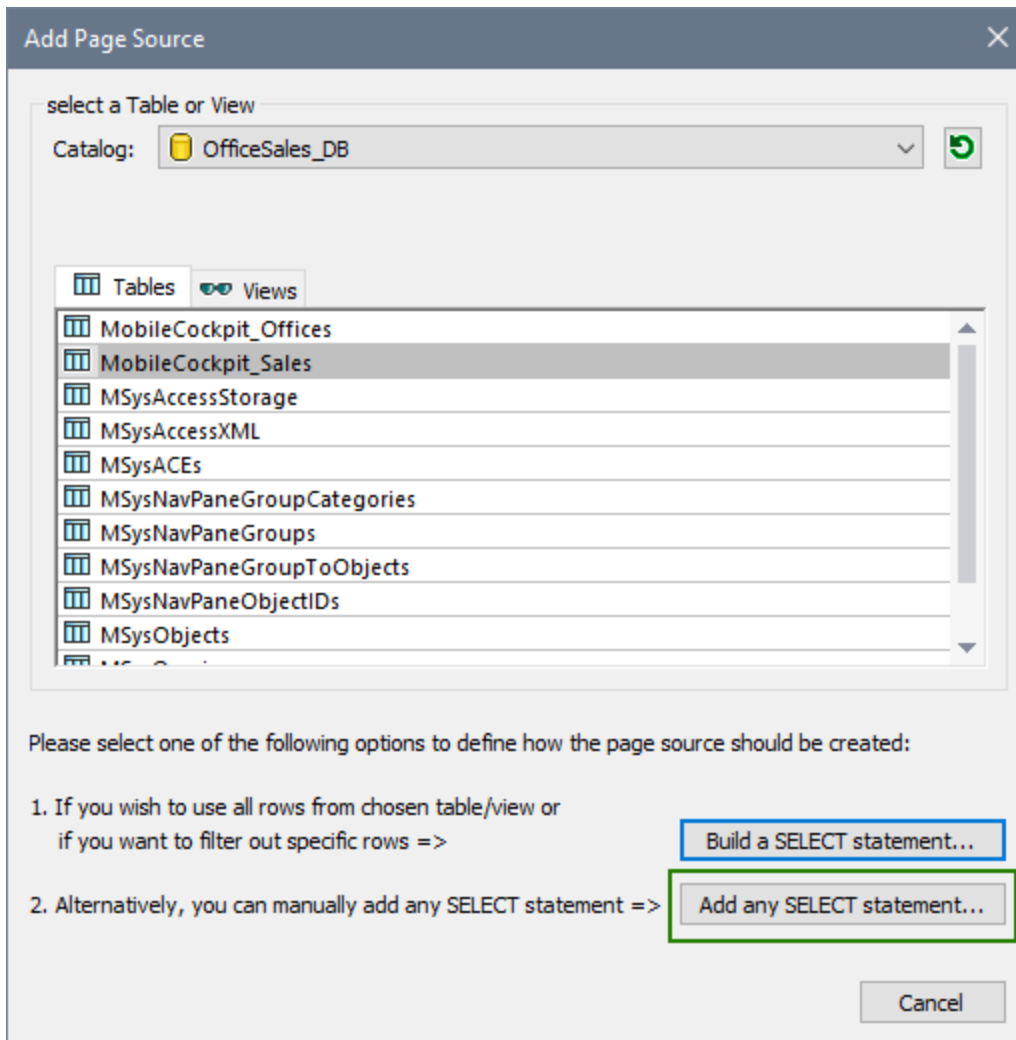 Add Page Source
select a Table or View
Catalog: OfficeSales_DB
Tables Views
MobileCockpit_Offices
MobileCockpit_Sales
MSysAccessStorage
MSysAccessXML
MSysACEs
MSysNavPaneGroupCategories
MSysNavPaneGroups
MSysNavPaneGroupToObjects
MSysNavPaneObjectIDs
MSysObjects
Please select one of the following options to define how the page source should be created:
1. If you wish to use all rows from chosen table/view or
if you want to filter out specific rows => Build a SELECT statement...
2. Alternatively, you can manually add any SELECT statement => Add any SELECT statement...
Cancel